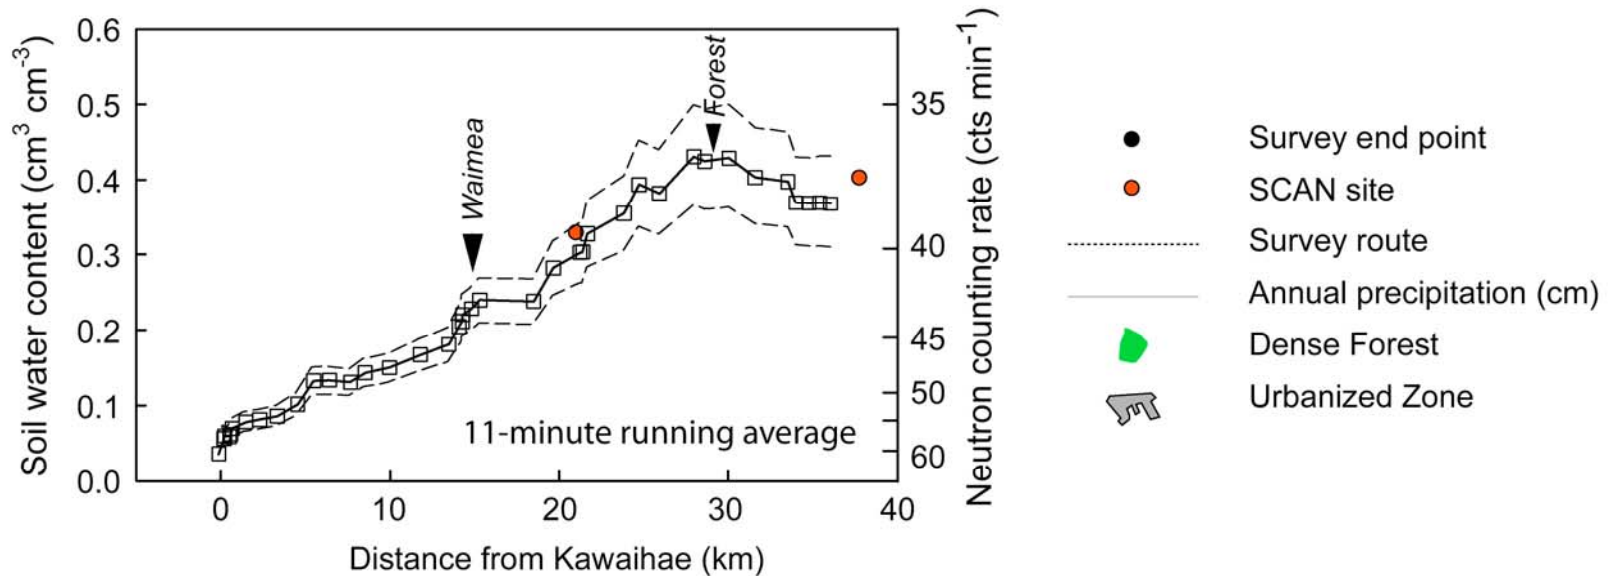 Soil water content (cm³ cm⁻³)
0.6
0.5
0.4
0.3
0.2
0.1
0.0
Waimea
Forest
11-minute running average
35
40
45
50
60
Neutron counting rate (cts min⁻¹)
0
10
20
30
40
Distance from Kawaihae (km)
Survey end point
SCAN site
Survey route
Annual precipitation (cm)
Dense Forest
Urbanized Zone